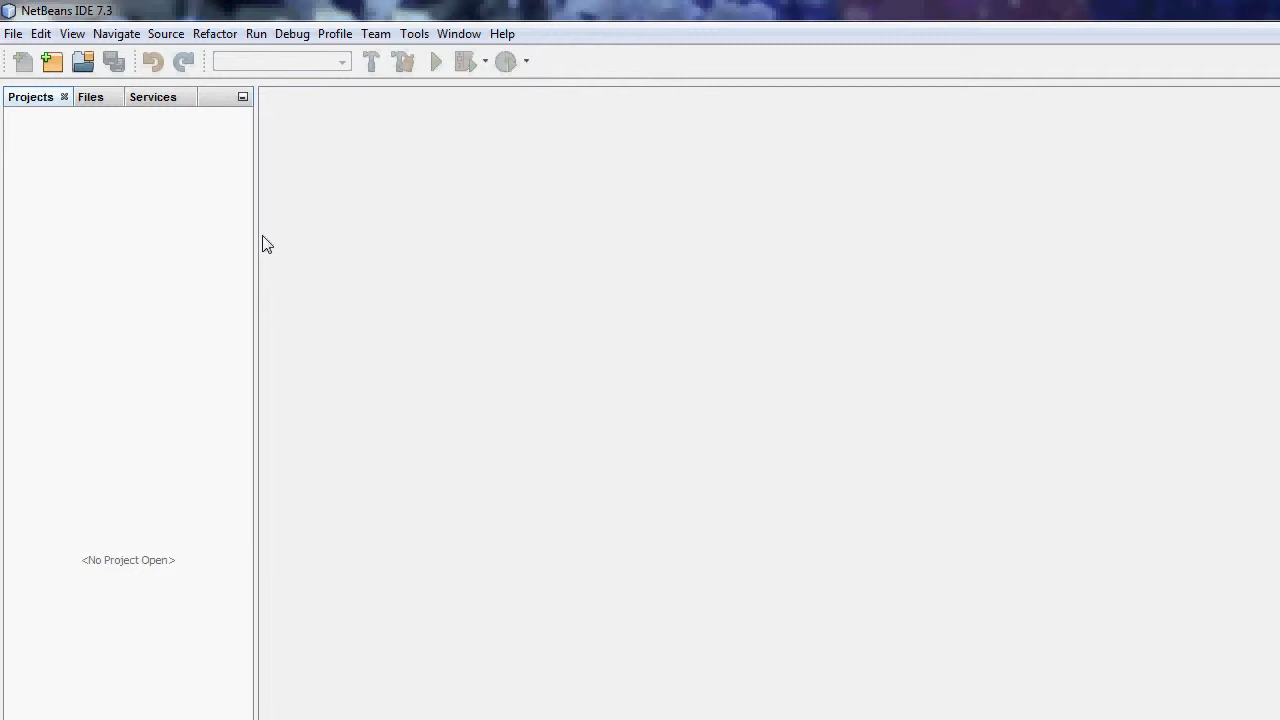 NetBeans IDE 7.3
File Edit View Navigate Source Refactor Run Debug Profile Team Tools Window Help
Projects Files Services
<No Project Open>